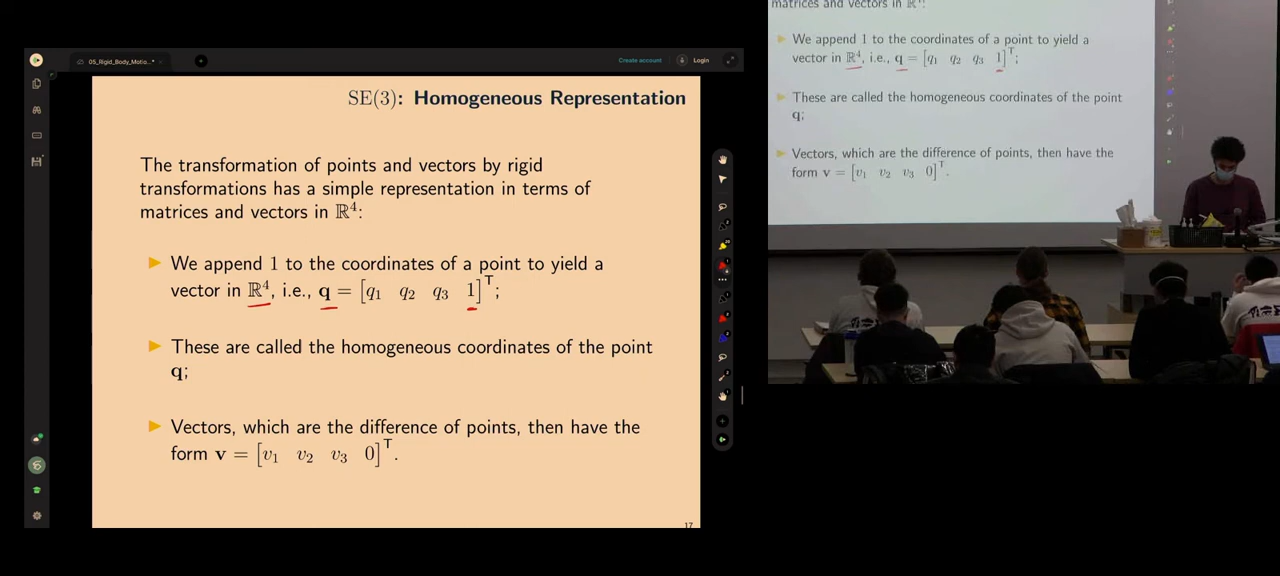 05_Rigid_Body_Motio...*
Create account
Login
SE(3): Homogeneous Representation
The transformation of points and vectors by rigid
transformations has a simple representation in terms of
matrices and vectors in ℝ⁴:
We append 1 to the coordinates of a point to yield a
vector in ℝ⁴, i.e., q = [q₁ q₂ q₃ 1]ᵀ;
These are called the homogeneous coordinates of the point
q;
Vectors, which are the difference of points, then have the
form v = [v₁ v₂ v₃ 0]ᵀ.
17
matrices and vectors in ℝ⁴:
We append 1 to the coordinates of a point to yield a
vector in ℝ⁴, i.e., q = [q₁ q₂ q₃ 1]ᵀ;
These are called the homogeneous coordinates of the point
q;
Vectors, which are the difference of points, then have the
form v = [v₁ v₂ v₃ 0]ᵀ.